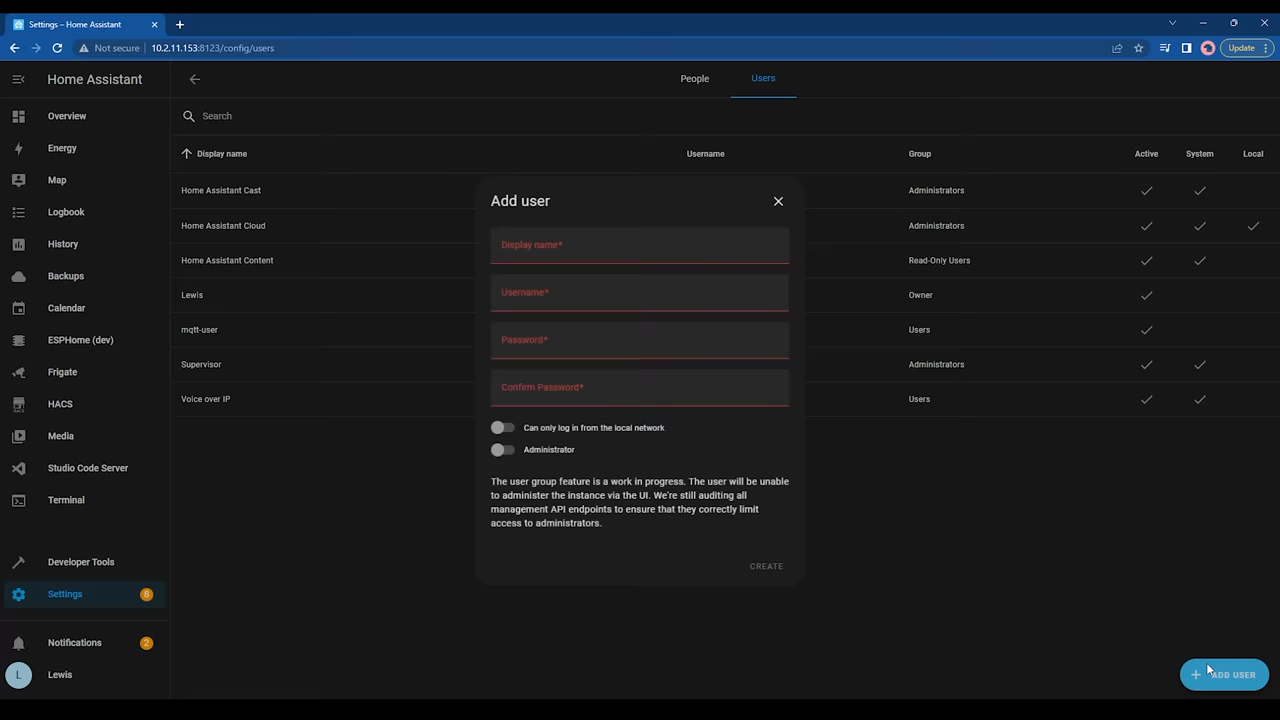 Settings – Home Assistant
Not secure 10.2.11.153:8123/config/users
Update
Home Assistant
People Users
Overview
Search
Energy
Display name Username Group Active System Local
Map
Home Assistant Cast Administrators
Add user
Logbook
Home Assistant Cloud Administrators
Display name*
History
Home Assistant Content Read-Only Users
Backups
Username*
Lewis Owner
Calendar
mqtt-user Users
ESPHome (dev)
Password*
Supervisor Administrators
Frigate
Confirm Password*
Voice over IP Users
HACS
Can only log in from the local network
Media
Administrator
Studio Code Server
The user group feature is a work in progress. The user will be unable
to administer the instance via the UI. We're still auditing all
management API endpoints to ensure that they correctly limit
access to administrators.
Terminal
CREATE
Developer Tools
Settings 8
Notifications 2
L Lewis
ADD USER